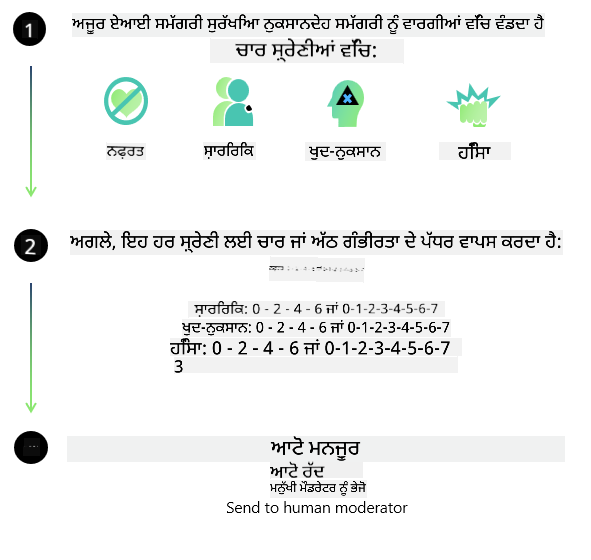 1
ਅਜੂਰ ਏਆਈ ਸਮੱਗਰੀ ਸੁਰੱਖਿਆ ਨੁਕਸਾਨਦੇਹ ਸਮੱਗਰੀ ਨੂੰ ਵਾਰਗੀਆਂ ਵਿੱਚ ਵੰਡਦਾ ਹੈ
ਚਾਰ ਸ਼੍ਰੇਣੀਆਂ ਵਿੱਚ:
ਨਫ਼ਰਤ
ਸ਼ਾਰਰਿਕਿ
ਖੁਦ-ਨੁਕਸਾਨ
ਹਿੰਸਾ
2
ਅਗਲੇ, ਇਹ ਹਰ ਸ਼੍ਰੇਣੀ ਲਈ ਚਾਰ ਜਾਂ ਅੱਠ ਗੰਭੀਰਤਾ ਦੇ ਪੱਧਰ ਵਾਪਸ ਕਰਦਾ ਹੈ:
ਸ਼ਾਰਰਿਕਿ: 0 - 2 - 4 - 6 ਜਾਂ 0-1-2-3-4-5-6-7
ਖੁਦ-ਨੁਕਸਾਨ: 0 - 2 - 4 - 6 ਜਾਂ 0-1-2-3-4-5-6-7
ਹਿੰਸਾ: 0 - 2 - 4 - 6 ਜਾਂ 0-1-2-3-4-5-6-7
3
ਆਟੋ ਮਨਜੂਰ
ਆਟੋ ਰੱਦ
ਮਨੁੱਖੀ ਮੌਡਰੇਟਰ ਨੂੰ ਭੇਜੋ
Send to human moderator